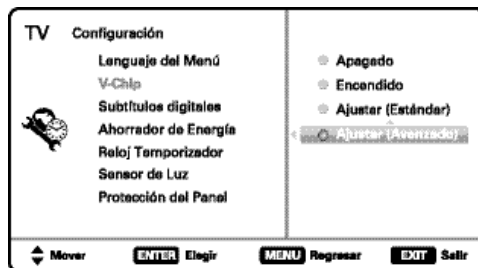 TV Configuración
Lenguaje del Menú
V-Chip
Subtítulos digitales
Ahorrador de Energía
Reloj Temporizador
Sensor de Luz
Protección del Panel
Apagado
Encendido
Ajustar (Estándar)
Ajustar (Avanzado)
Mover ENTER Elegir MENU Regresar EXIT Salir